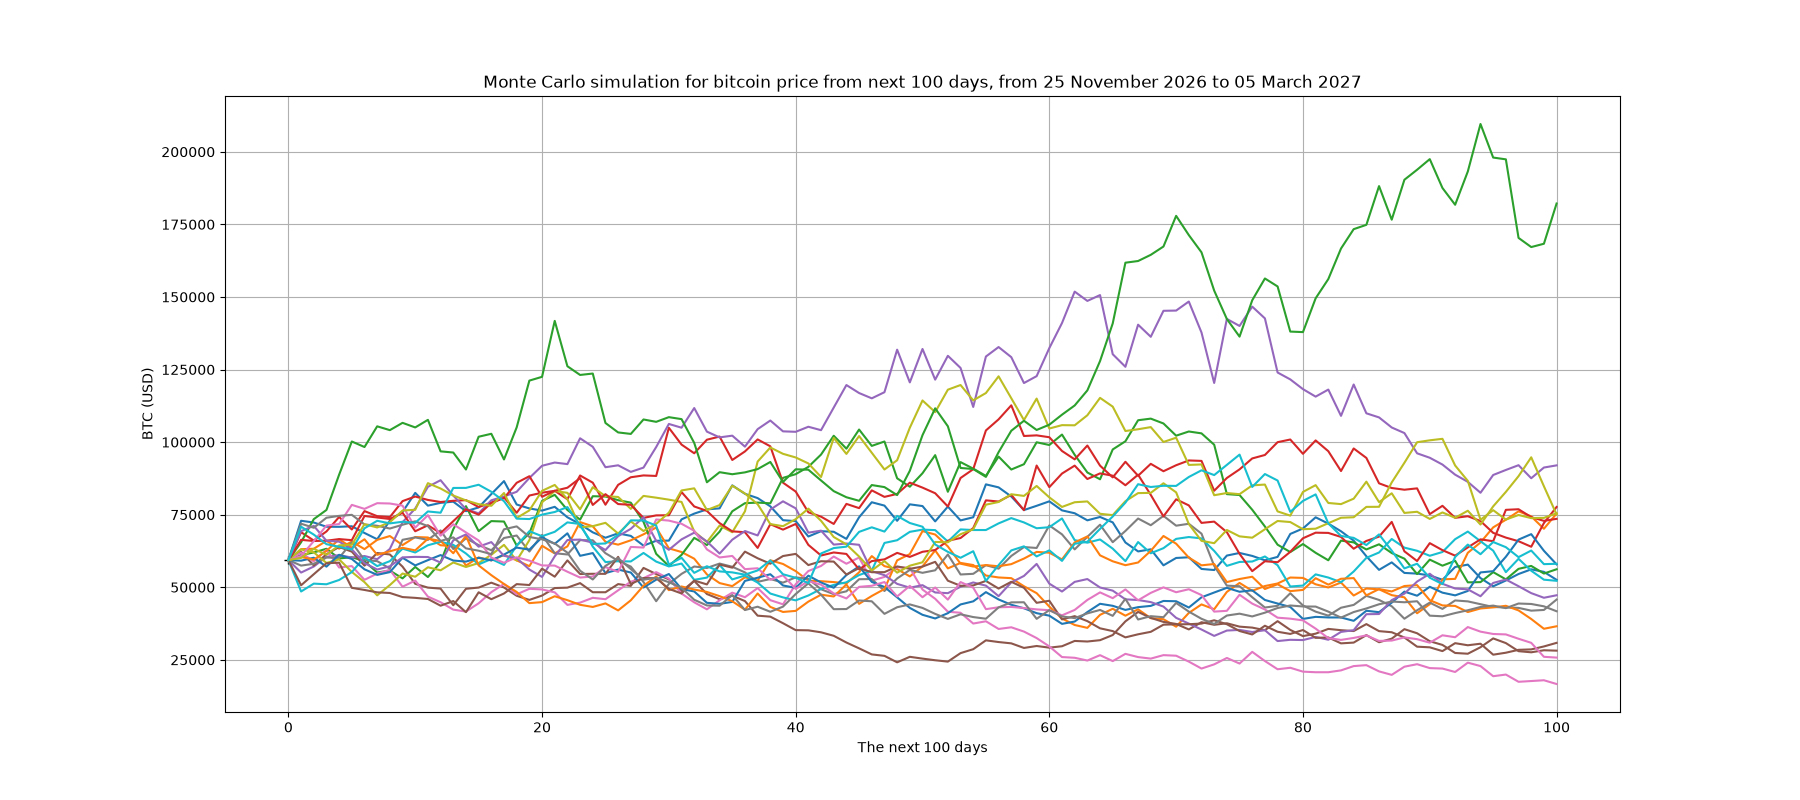 Monte Carlo simulation for bitcoin price from next 100 days, from 25 November 2026 to 05 March 2027
200000
175000
150000
125000
100000
75000
50000
25000
BTC (USD)
0 20 40 60 80 100
The next 100 days